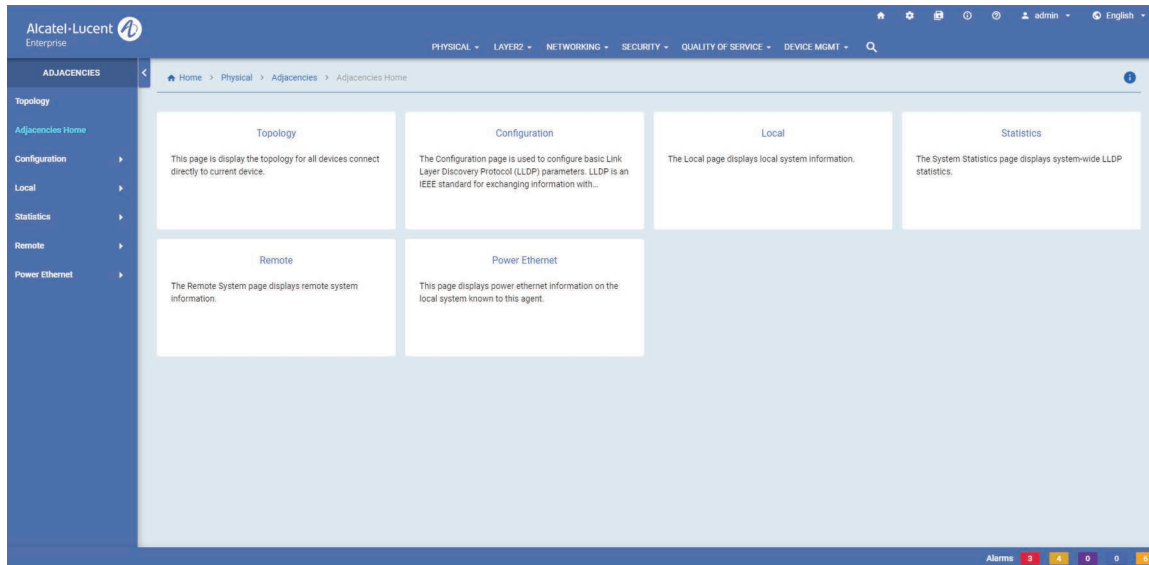 Alcatel·Lucent
Enterprise
admin
English
PHYSICAL
LAYER2
NETWORKING
SECURITY
QUALITY OF SERVICE
DEVICE MGMT
ADJACENCIES
Topology
Adjacencies Home
Configuration
Local
Statistics
Remote
Power Ethernet
Home > Physical > Adjacencies > Adjacencies Home
Topology
This page is display the topology for all devices connect
directly to current device.
Configuration
The Configuration page is used to configure basic Link
Layer Discovery Protocol (LLDP) parameters. LLDP is an
IEEE standard for exchanging information with...
Local
The Local page displays local system information.
Statistics
The System Statistics page displays system-wide LLDP
statistics.
Remote
The Remote System page displays remote system
information.
Power Ethernet
This page displays power ethernet information on the
local system known to this agent.
Alarms 3 4 0 0 6